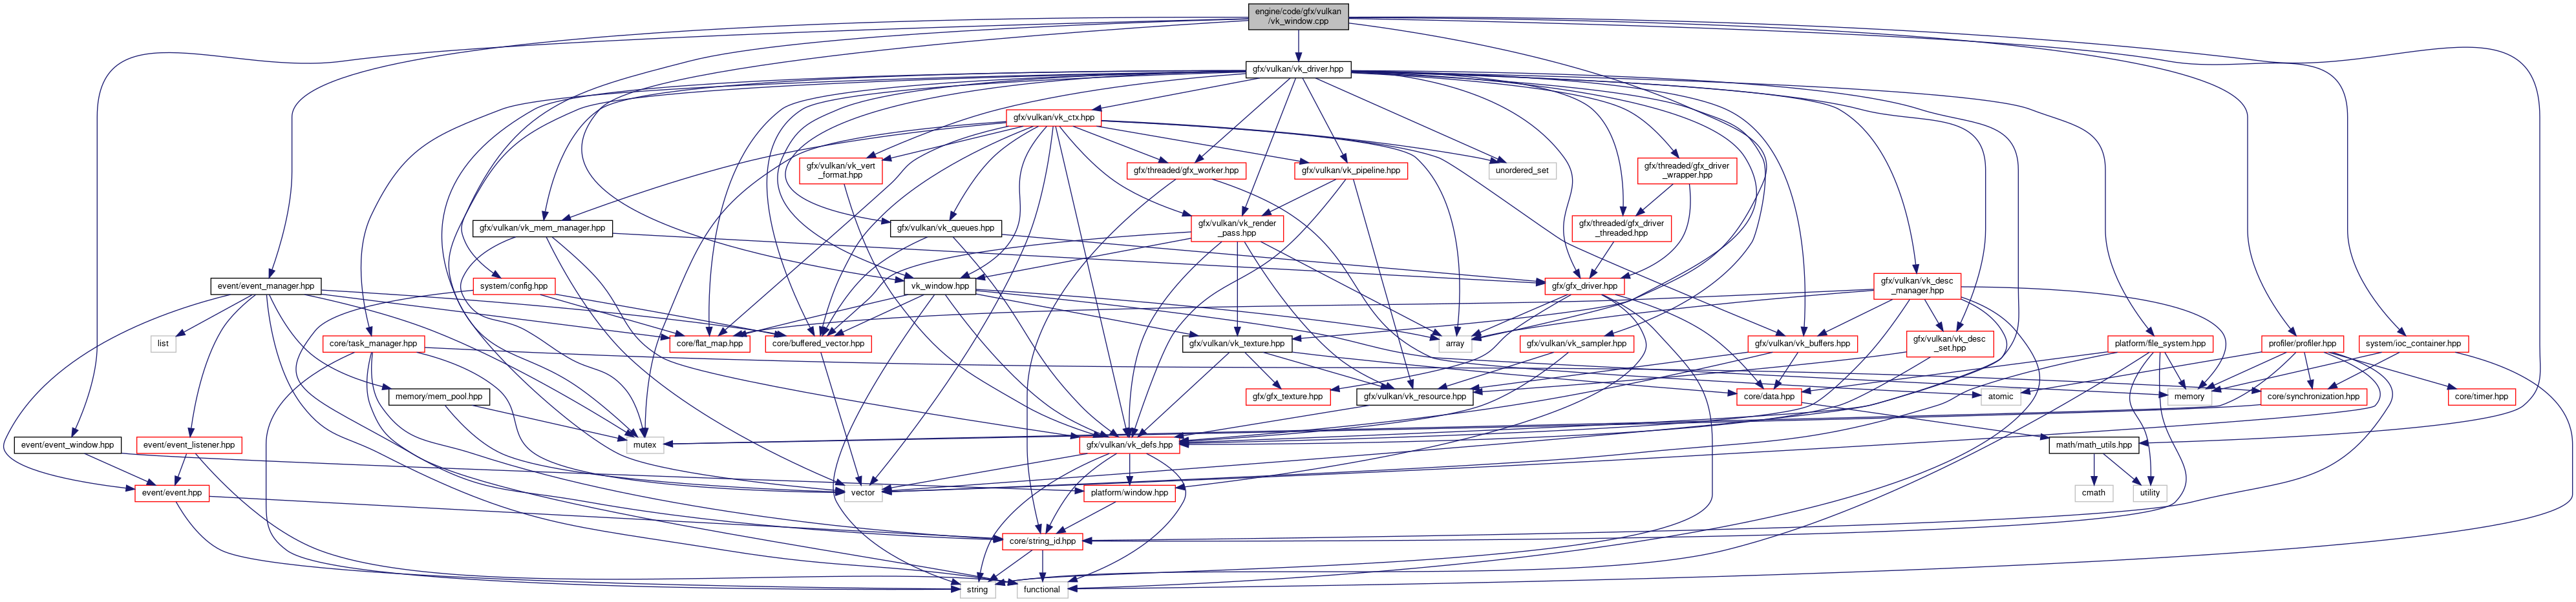 engine/code/gfx/vulkan
/vk_window.cpp
gfx/vulkan/vk_driver.hpp
gfx/vulkan/vk_ctx.hpp
gfx/vulkan/vk_vert
_format.hpp
gfx/threaded/gfx_worker.hpp
gfx/vulkan/vk_pipeline.hpp
unordered_set
gfx/threaded/gfx_driver
_wrapper.hpp
gfx/vulkan/vk_mem_manager.hpp
gfx/vulkan/vk_queues.hpp
gfx/vulkan/vk_render
_pass.hpp
gfx/threaded/gfx_driver
_threaded.hpp
event/event_manager.hpp
system/config.hpp
vk_window.hpp
gfx/gfx_driver.hpp
gfx/vulkan/vk_desc
_manager.hpp
list
core/task_manager.hpp
core/flat_map.hpp
core/buffered_vector.hpp
gfx/vulkan/vk_texture.hpp
array
gfx/vulkan/vk_sampler.hpp
gfx/vulkan/vk_buffers.hpp
gfx/vulkan/vk_desc
_set.hpp
platform/file_system.hpp
profiler/profiler.hpp
system/ioc_container.hpp
memory/mem_pool.hpp
gfx/gfx_texture.hpp
gfx/vulkan/vk_resource.hpp
core/data.hpp
atomic
memory
core/synchronization.hpp
core/timer.hpp
event/event_window.hpp
event/event_listener.hpp
mutex
gfx/vulkan/vk_defs.hpp
math/math_utils.hpp
event/event.hpp
vector
platform/window.hpp
cmath
utility
core/string_id.hpp
string
functional